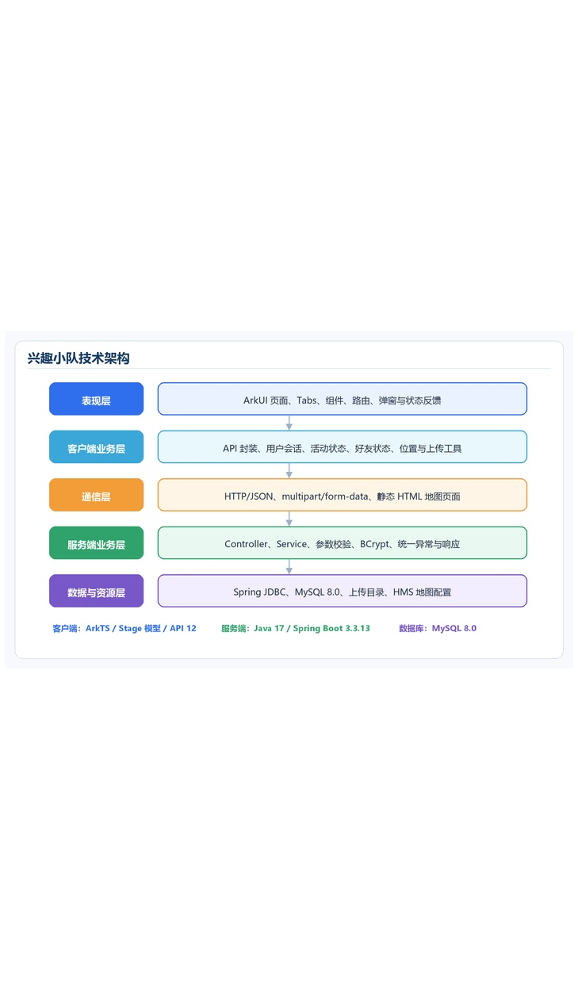 兴趣小队技术架构
表现层
ArkUI 页面、Tabs、组件、路由、弹窗与状态反馈
客户端业务层
API 封装、用户会话、活动状态、好友状态、位置与上传工具
通信层
HTTP/JSON、multipart/form-data、静态 HTML 地图页面
服务端业务层
Controller、Service、参数校验、BCrypt、统一异常与响应
数据与资源层
Spring JDBC、MySQL 8.0、上传目录、HMS 地图配置
客户端：ArkTS / Stage 模型 / API 12
服务端：Java 17 / Spring Boot 3.3.13
数据库：MySQL 8.0